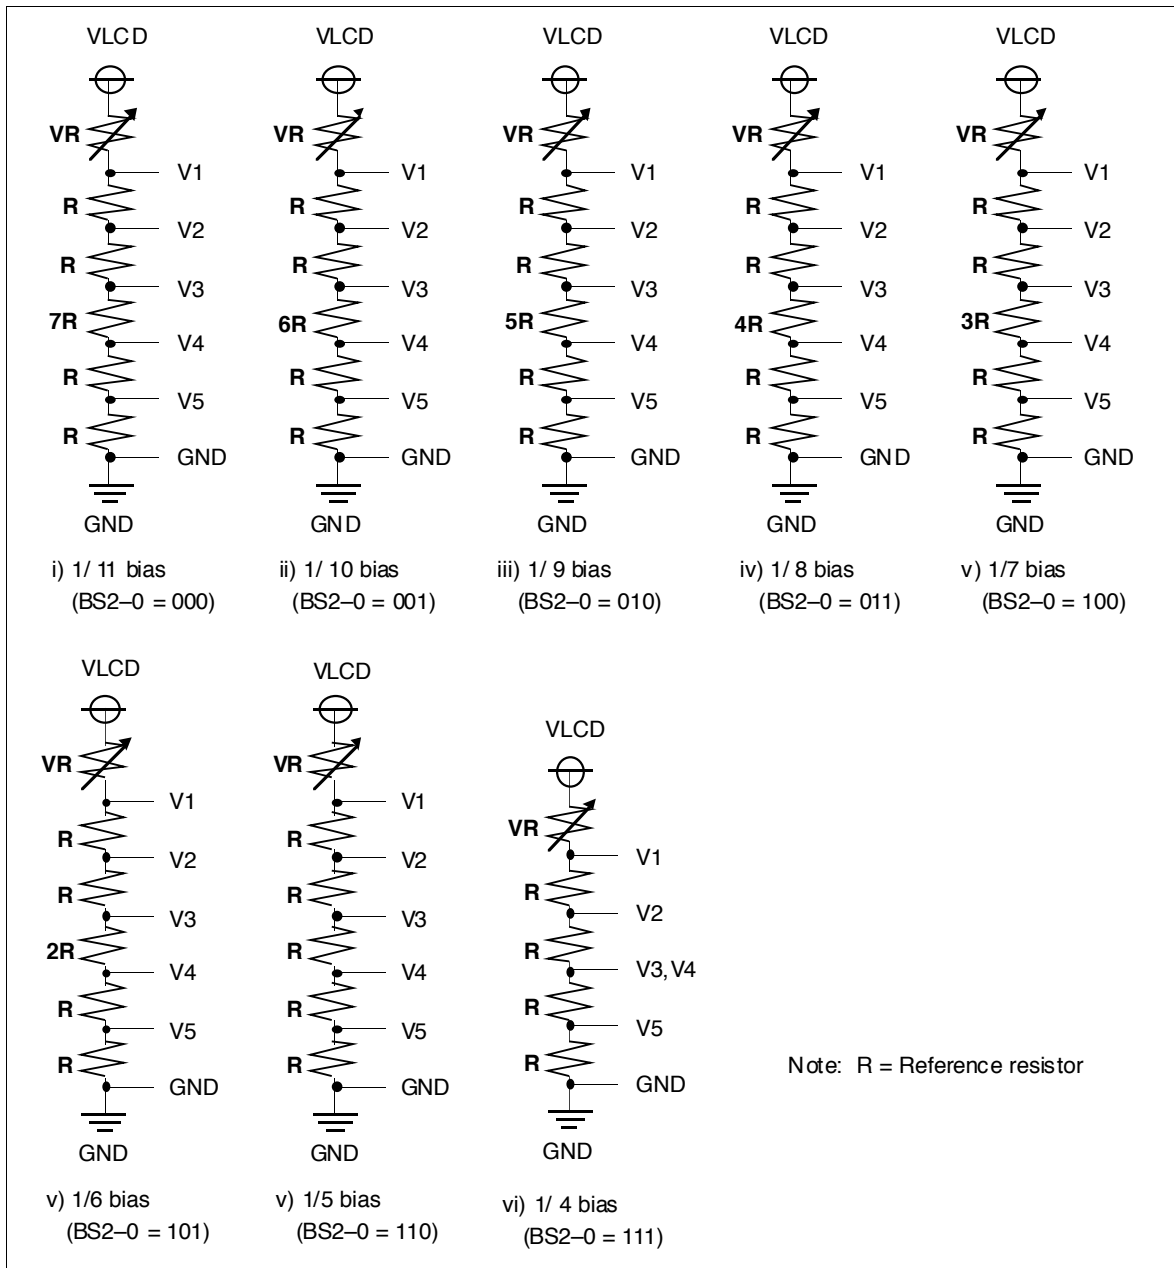 VLCD VLCD VLCD VLCD VLCD
VR VR VR VR VR
V1 V1 V1 V1 V1
R R R R R
V2 V2 V2 V2 V2
R R R R R
V3 V3 V3 V3 V3
7R 6R 5R 4R 3R
V4 V4 V4 V4 V4
R R R R R
V5 V5 V5 V5 V5
R R R R R
GND GND GND GND GND
GND GND GND GND GND
i) 1/ 11 bias
(BS2–0 = 000)
ii) 1/ 10 bias
(BS2–0 = 001)
iii) 1/ 9 bias
(BS2–0 = 010)
iv) 1/ 8 bias
(BS2–0 = 011)
v) 1/7 bias
(BS2–0 = 100)
VLCD VLCD VLCD
VR VR VR
V1 V1 V1
R R R
V2 V2 V2
R R R
V3 V3 V3,V4
2R R
V4 V4
R R R
V5 V5 V5
R R R
GND GND GND
GND GND GND
Note: R = Reference resistor
v) 1/6 bias
(BS2–0 = 101)
v) 1/5 bias
(BS2–0 = 110)
vi) 1/ 4 bias
(BS2–0 = 111)